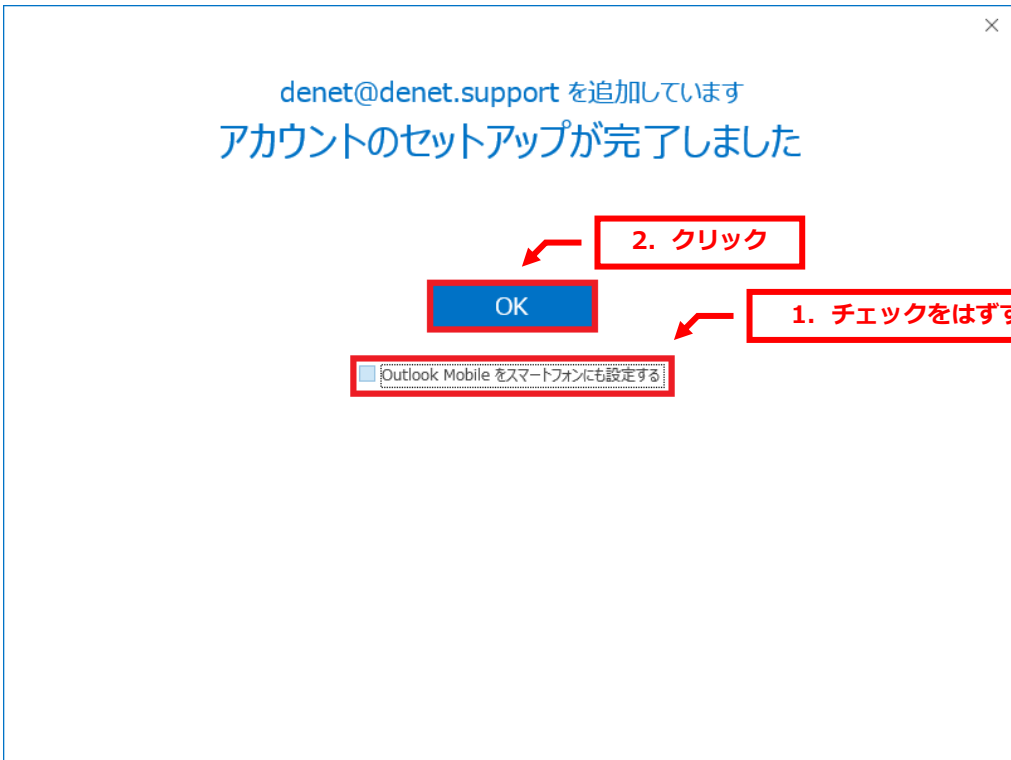 denet@denet.support を追加しています
アカウントのセットアップが完了しました
2. クリック
OK
1. チェックをはずす
Outlook Mobile をスマートフォンにも設定する